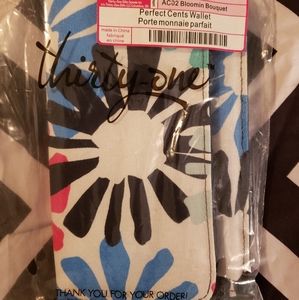 AC02 Bloomin Bouquet
Perfect Cents Wallet
Porte monnaie parfait
made in China
fabriqué
en chine
thirty-one
THANK YOU FOR YOUR ORDER!